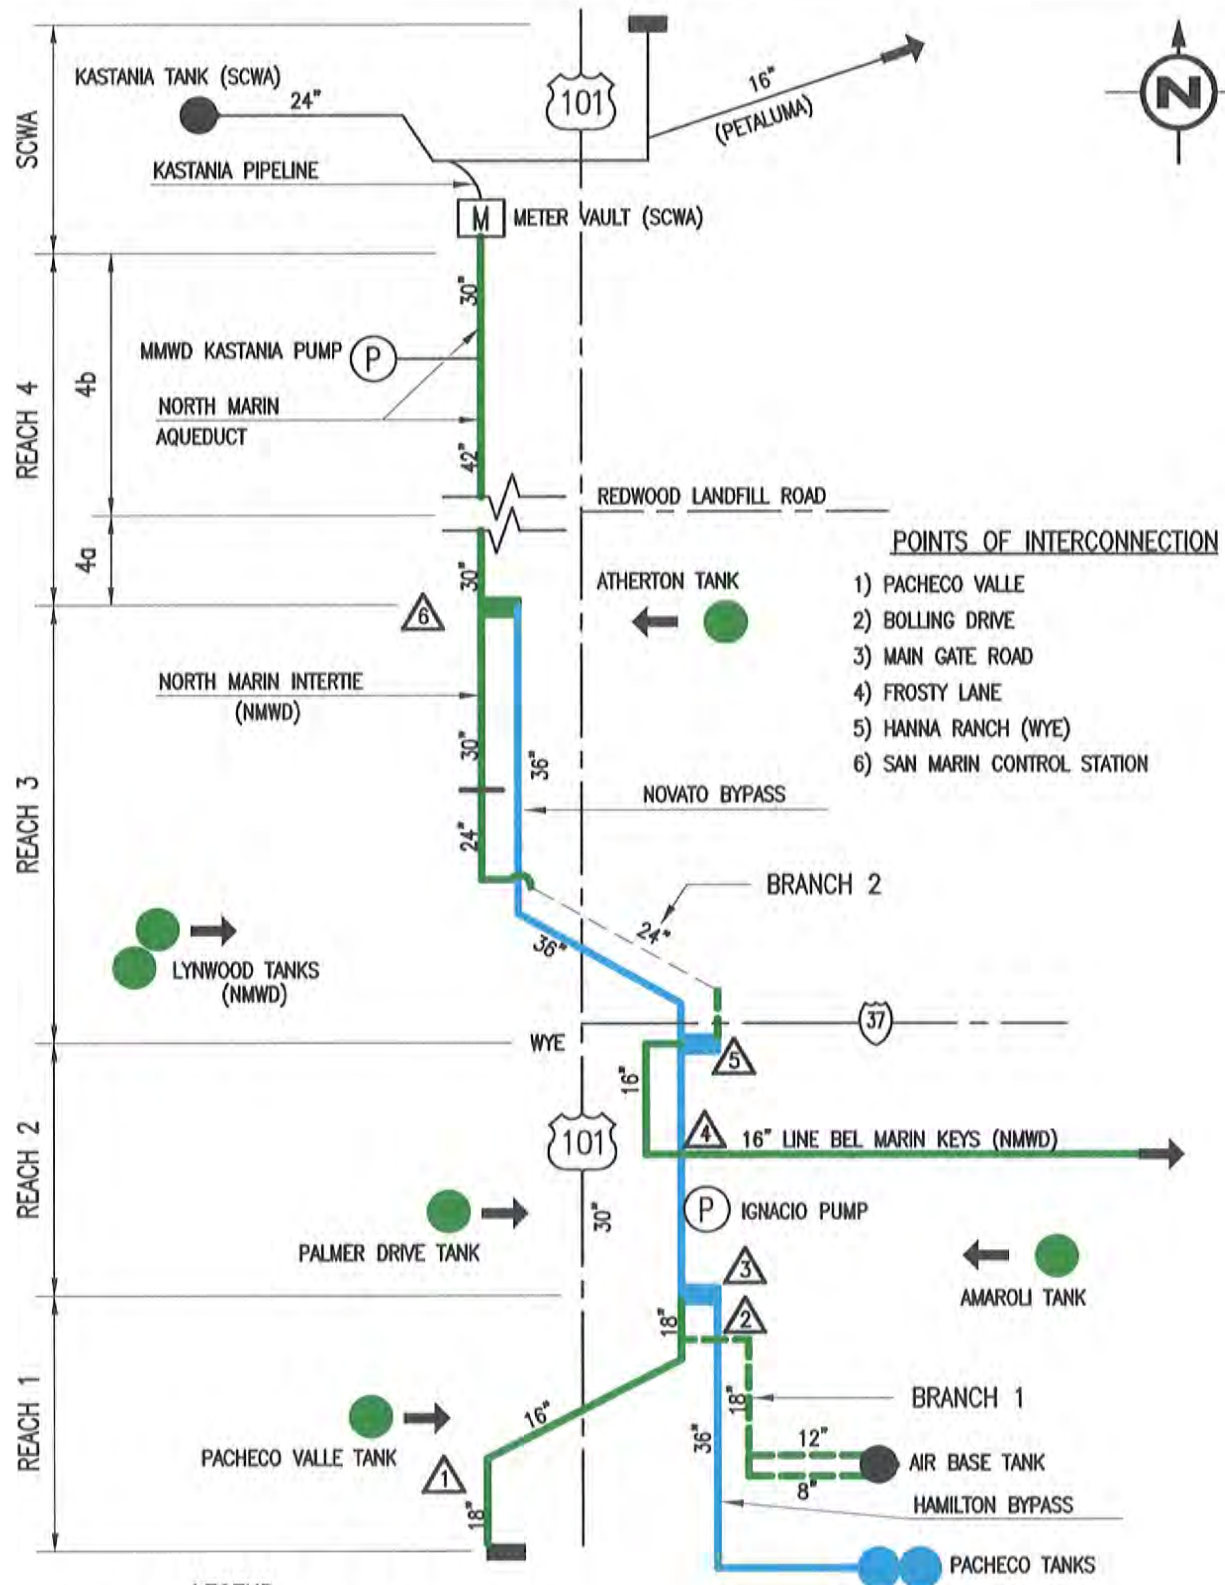 101
16"
(PETALUMA)
N
KASTANIA TANK (SCWA)
24"
SCWA
KASTANIA PIPELINE
M METER VAULT (SCWA)
30"
MMWD KASTANIA PUMP P
4b
REACH 4
NORTH MARIN
AQUEDUCT
42"
REDWOOD LANDFILL ROAD
4a
POINTS OF INTERCONNECTION
1) PACHECO VALLE
2) BOLLING DRIVE
3) MAIN GATE ROAD
4) FROSTY LANE
5) HANNA RANCH (WYE)
6) SAN MARIN CONTROL STATION
30"
ATHERTON TANK
6
NORTH MARIN INTERTIE
(NMWD)
30"
36"
NOVATO BYPASS
REACH 3
24"
BRANCH 2
24"
36"
LYNWOOD TANKS
(NMWD)
37
WYE
5
16"
4
16" LINE BEL MARIN KEYS (NMWD)
101
REACH 2
30"
P IGNACIO PUMP
PALMER DRIVE TANK
3
AMAROLI TANK
2
18"
REACH 1
BRANCH 1
18"
16"
36"
12"
PACHECO VALLE TANK
AIR BASE TANK
1
8"
HAMILTON BYPASS
18"
PACHECO TANKS